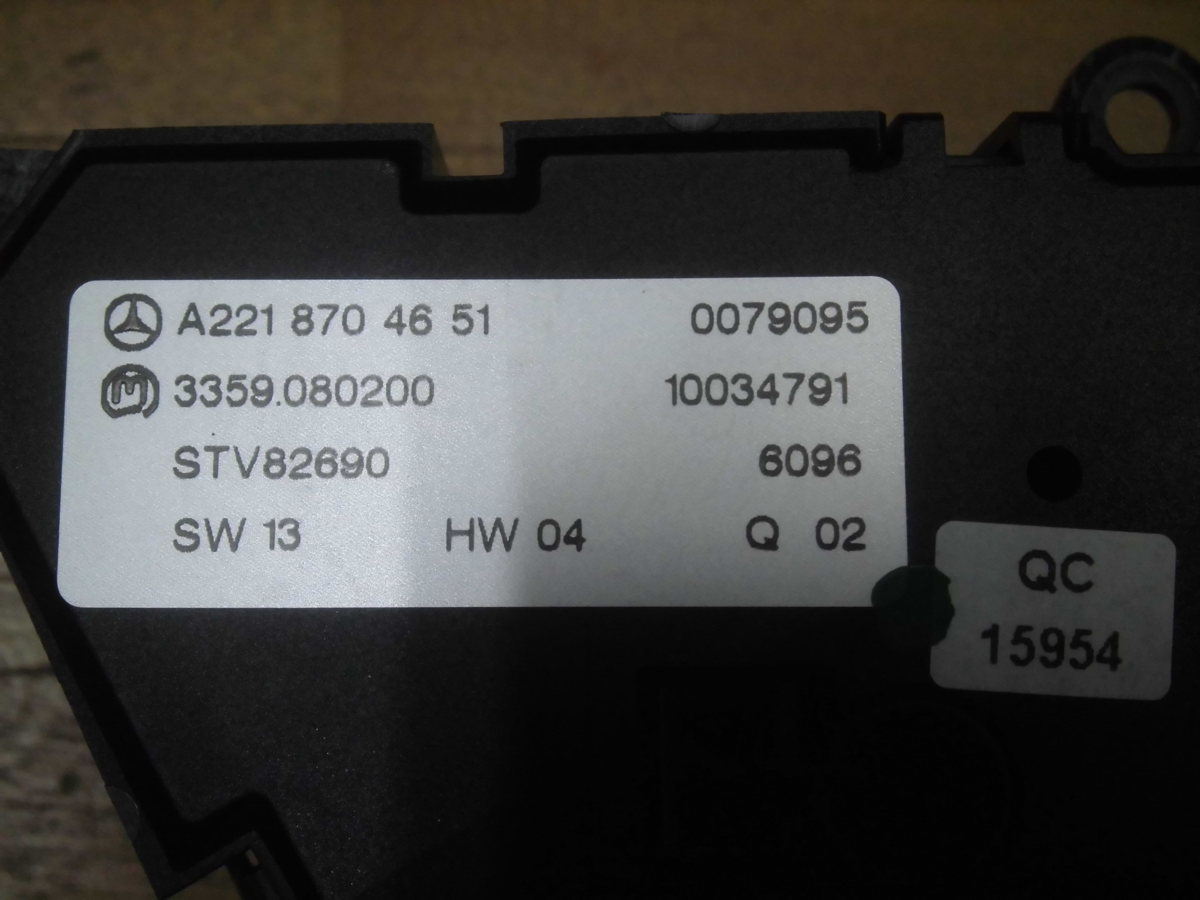 A221 870 46 51 0079095
M 3359.080200 10034791
STV82690 6096
SW 13 HW 04 Q 02
QC
15954